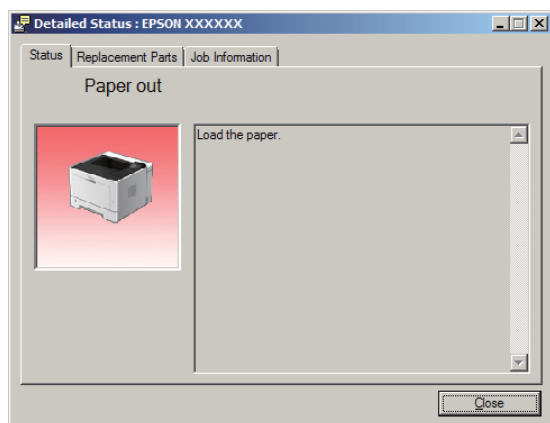 Detailed Status : EPSON XXXXXX
Status Replacement Parts Job Information
Paper out
Load the paper.
Close